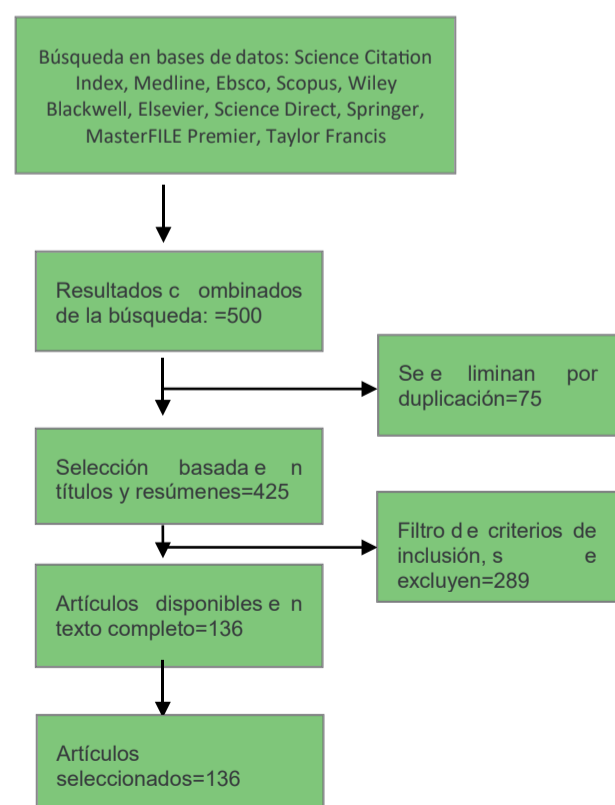 Búsqueda en bases de datos: Science Citation
Index, Medline, Ebsco, Scopus, Wiley
Blackwell, Elsevier, Science Direct, Springer,
MasterFILE Premier, Taylor Francis
Resultados c ombinados
de la búsqueda: =500
Se e liminan por
duplicación=75
Selección basada e n
títulos y resúmenes=425
Filtro d e criterios de
inclusión, s e
excluyen=289
Artículos disponibles e n
texto completo=136
Artículos
seleccionados=136